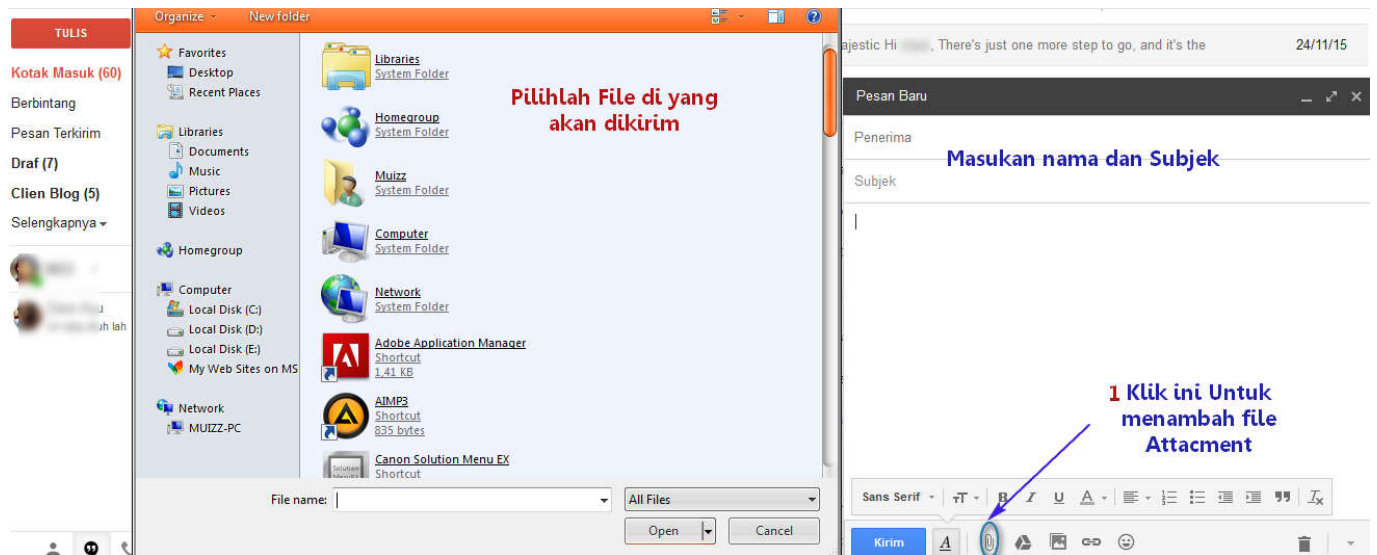 TULIS
Kotak Masuk (60)
Berbintang
Pesan Terkirim
Draf (7)
Clien Blog (5)
Selengkapnya
uh lah
Organize
New folder
Favorites
Desktop
Recent Places
Libraries
Documents
Music
Pictures
Videos
Homegroup
Computer
Local Disk (C:)
Local Disk (D:)
Local Disk (E:)
My Web Sites on MS
Network
MUIZZ-PC
Libraries
System Folder
Homegroup
System Folder
Muizz
System Folder
Computer
System Folder
Network
System Folder
Adobe Application Manager
Shortcut
1,41 KB
AIMP3
Shortcut
835 bytes
Canon Solution Menu EX
Shortcut
Pilihlah File di yang
akan dikirim
File name:
All Files
Open
Cancel
ajestic Hi , There's just one more step to go, and it's the 24/11/15
Pesan Baru
Penerima
Masukan nama dan Subjek
Subjek
1 Klik ini Untuk
menambah file
Attacment
Sans Serif
Kirim